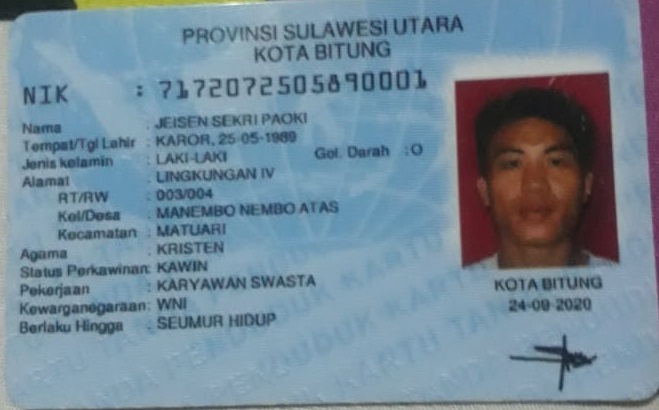 PROVINSI SULAWESI UTARA
KOTA BITUNG
NIK : 7172072505890001
Nama : JEISEN SEKRI PAOKI
Tempat/Tgl Lahir : KAROR, 25-05-1989
Jenis kelamin : LAKI-LAKI Gol. Darah : O
Alamat : LINGKUNGAN IV
RT/RW : 003/004
Kel/Desa : MANEMBO NEMBO ATAS
Kecamatan : MATUARI
Agama : KRISTEN
Status Perkawinan: KAWIN
Pekerjaan : KARYAWAN SWASTA
Kewarganegaraan: WNI
Berlaku Hingga : SEUMUR HIDUP
KOTA BITUNG
24-09-2020